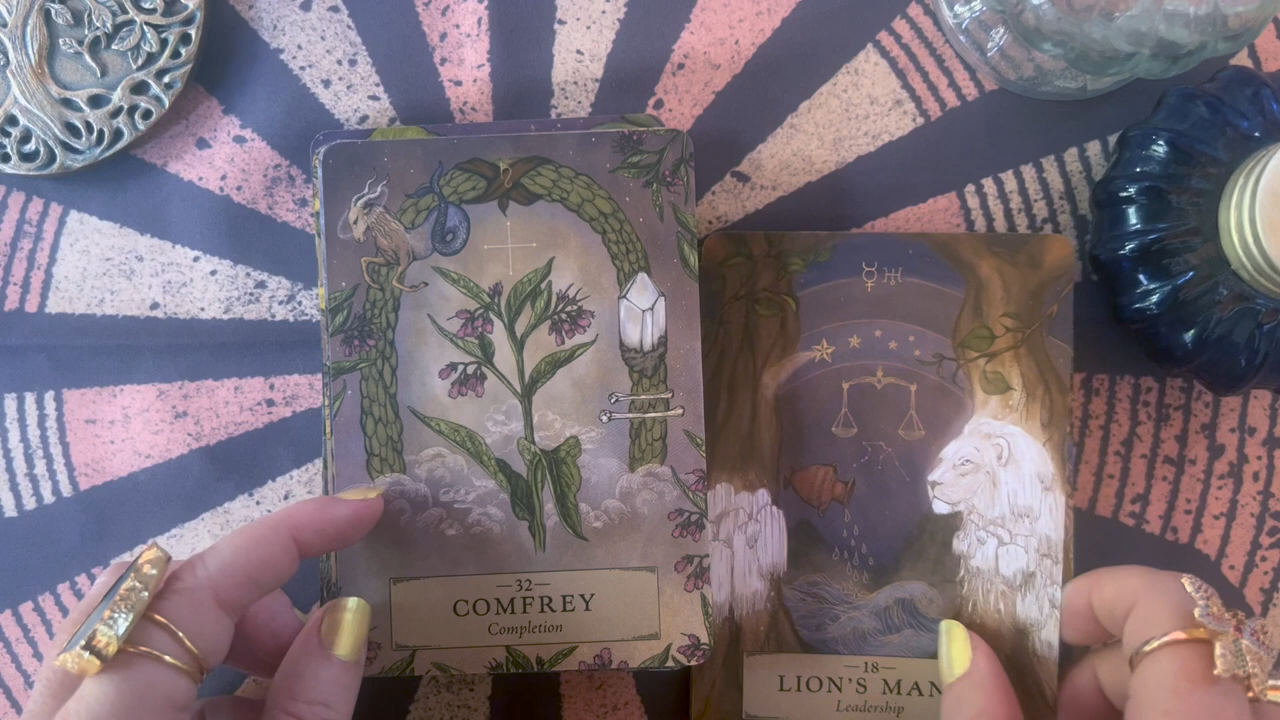 —32—
COMFREY
Completion
—18—
LION'S MAN
Leadership